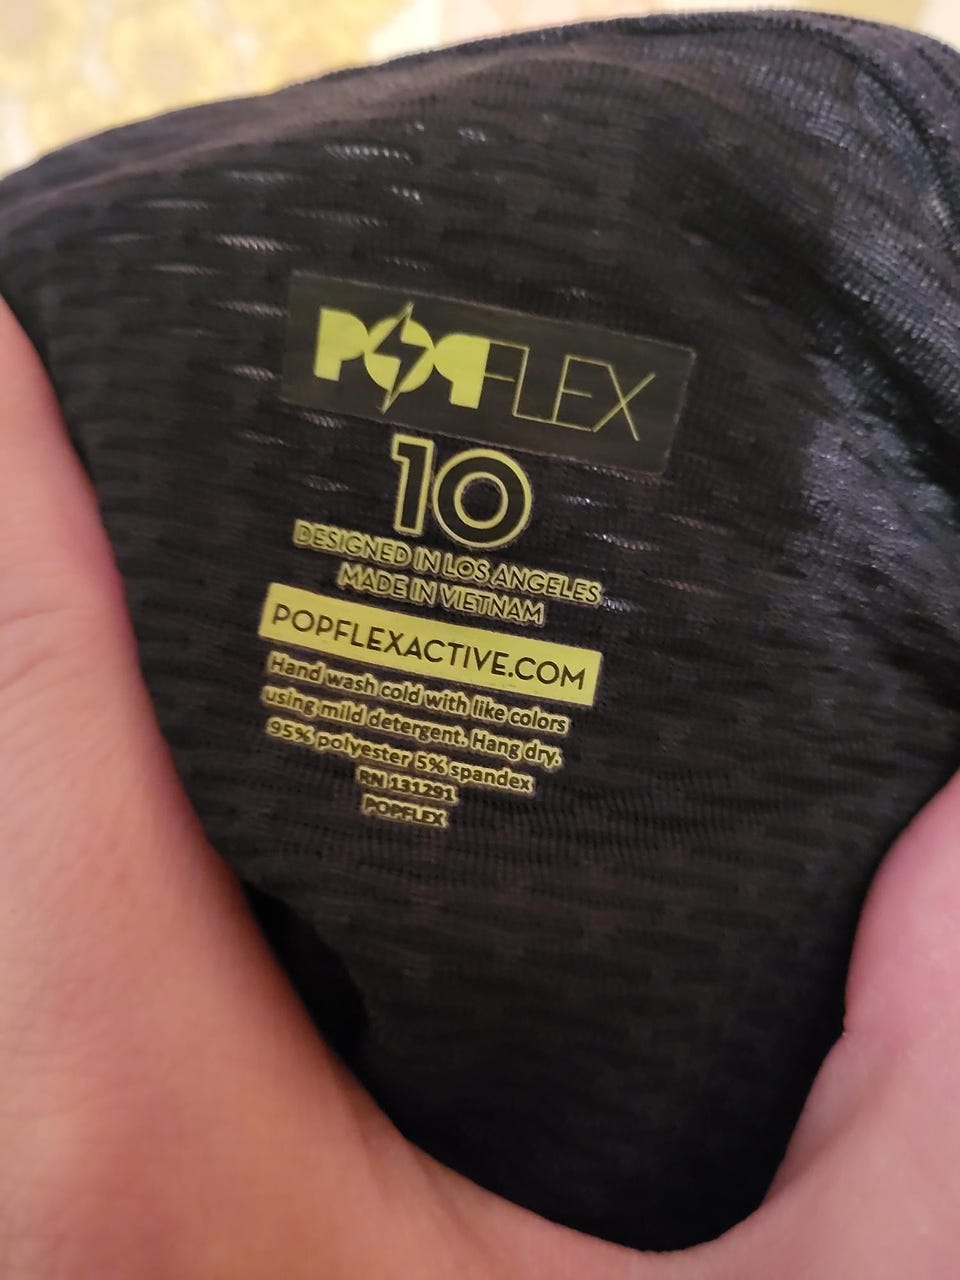 POPFLEX
10
DESIGNED IN LOS ANGELES
MADE IN VIETNAM
POPFLEXACTIVE.COM
Hand wash cold with like colors
using mild detergent. Hang dry.
95% polyester 5% spandex
RN 131291
POPFLEX